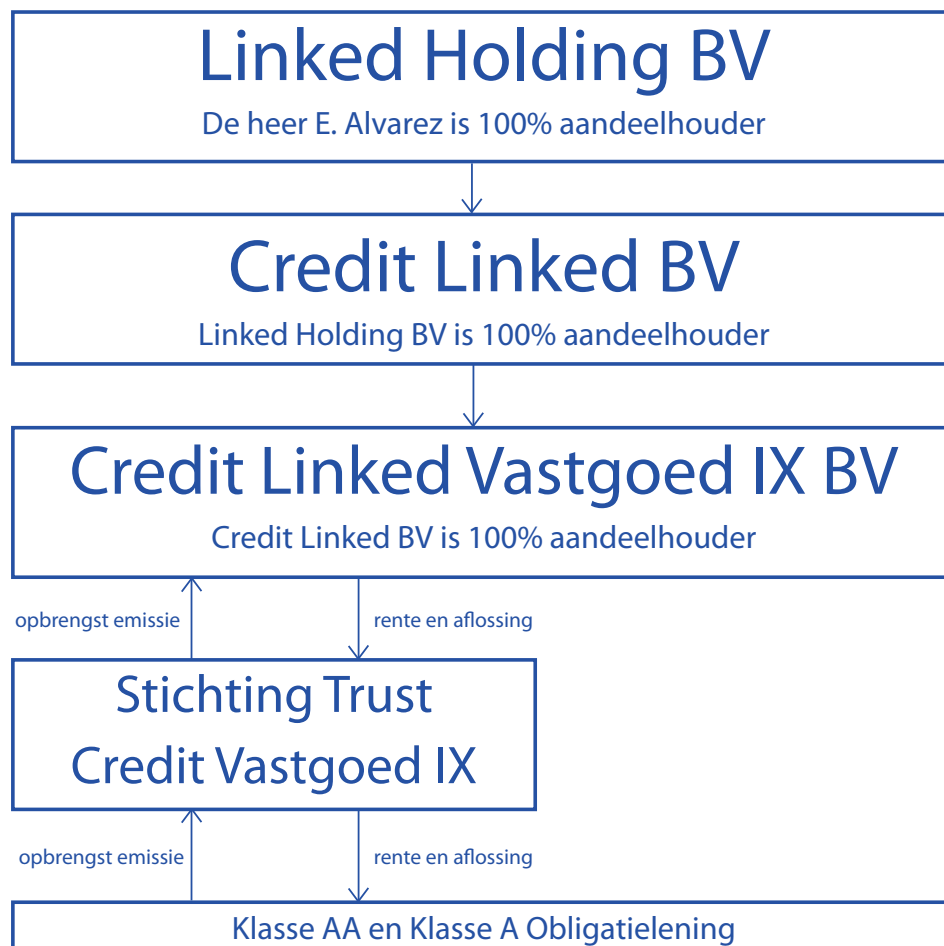 Linked Holding BV
De heer E. Alvarez is 100% aandeelhouder
Credit Linked BV
Linked Holding BV is 100% aandeelhouder
Credit Linked Vastgoed IX BV
Credit Linked BV is 100% aandeelhouder
opbrengst emissie
rente en aflossing
Stichting Trust
Credit Vastgoed IX
opbrengst emissie
rente en aflossing
Klasse AA en Klasse A Obligatielening